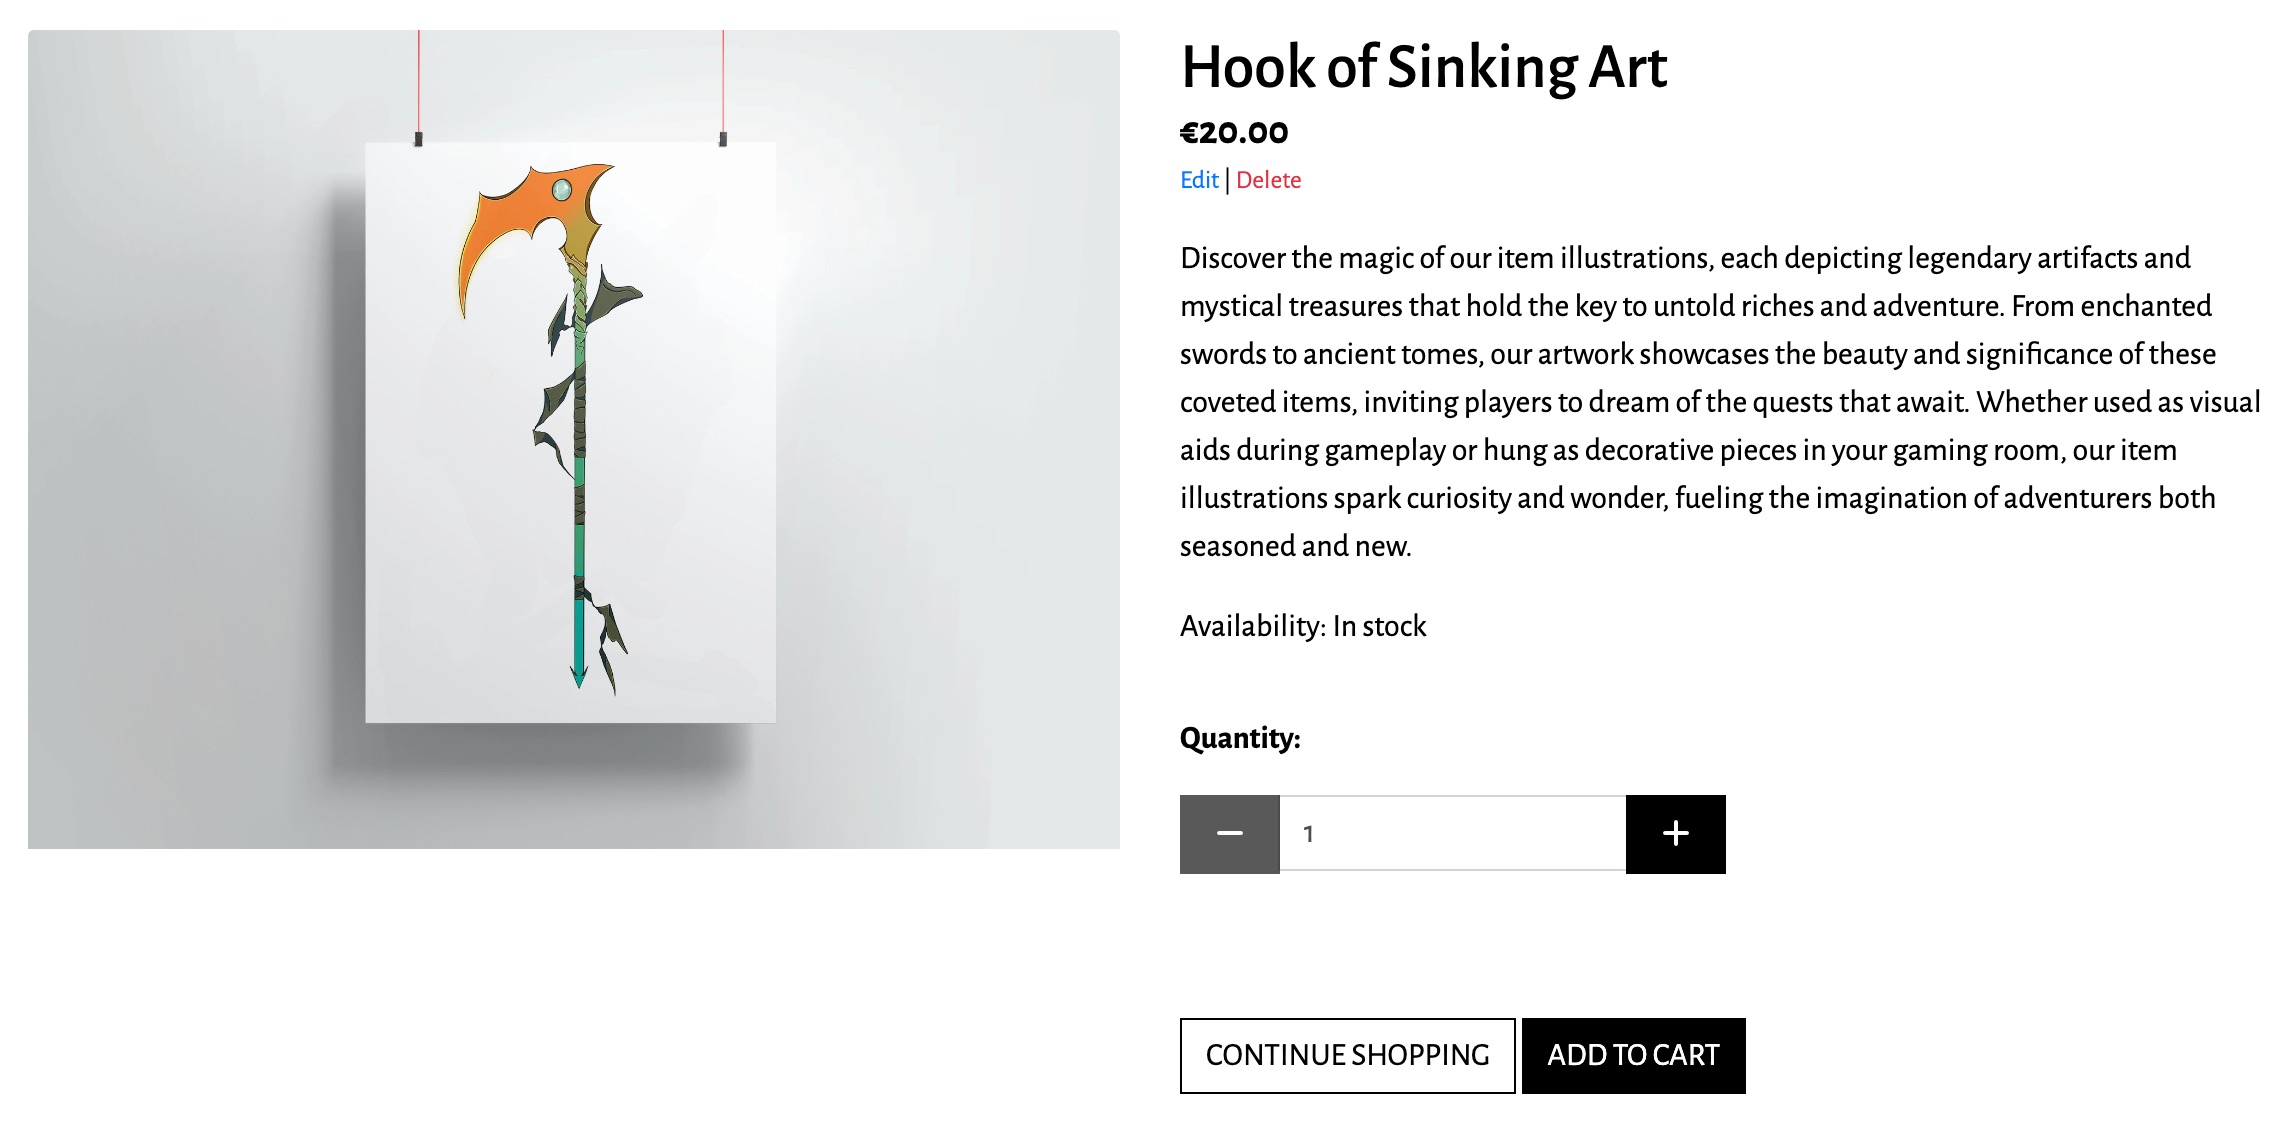 Hook of Sinking Art
€20.00
Edit | Delete
Discover the magic of our item illustrations, each depicting legendary artifacts and
mystical treasures that hold the key to untold riches and adventure. From enchanted
swords to ancient tomes, our artwork showcases the beauty and significance of these
coveted items, inviting players to dream of the quests that await. Whether used as visual
aids during gameplay or hung as decorative pieces in your gaming room, our item
illustrations spark curiosity and wonder, fueling the imagination of adventurers both
seasoned and new.
Availability: In stock
Quantity:
1
CONTINUE SHOPPING ADD TO CART